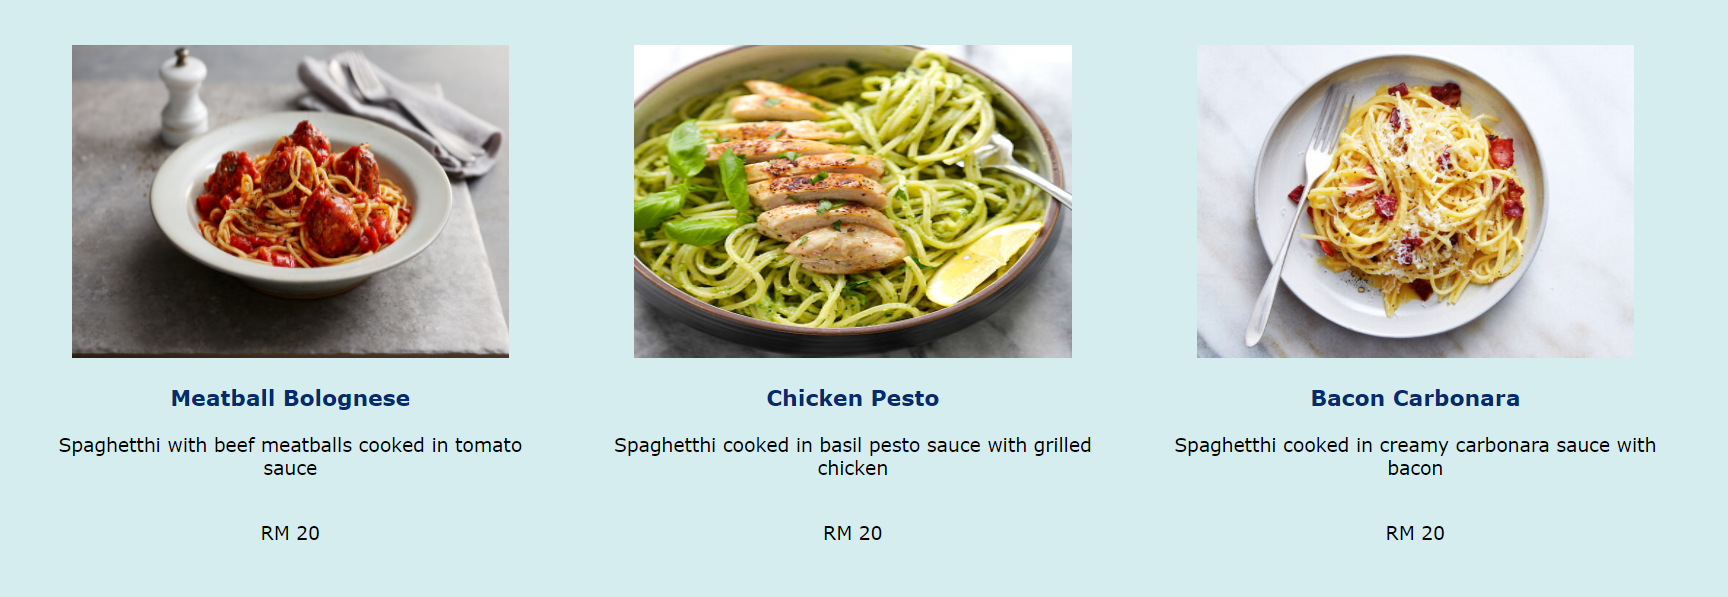 Meatball Bolognese
Spaghetthi with beef meatballs cooked in tomato
sauce
RM 20
Chicken Pesto
Spaghetthi cooked in basil pesto sauce with grilled
chicken
RM 20
Bacon Carbonara
Spaghetthi cooked in creamy carbonara sauce with
bacon
RM 20